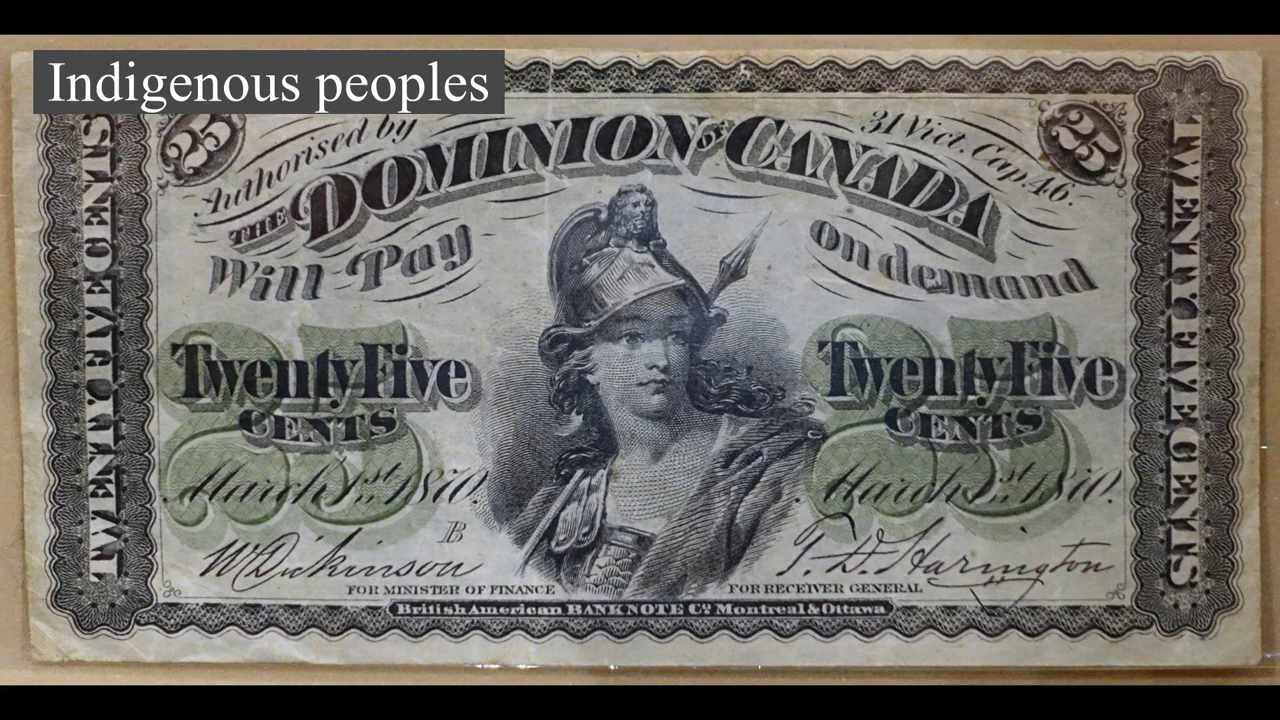 Indigenous peoples
25
Authorised by
31 Vict. Cap. 46.
25
THE DOMINION OF CANADA
Will Pay
on demand
TWENTY FIVE CENTS
TWENTY FIVE CENTS
25
25
Twenty Five
Twenty Five
CENTS
CENTS
March 1st 1870.
March 1st 1870.
B
W Dickinson
T. D. Harington
FOR MINISTER OF FINANCE
FOR RECEIVER GENERAL
British American BANK NOTE Co Montreal & Ottawa